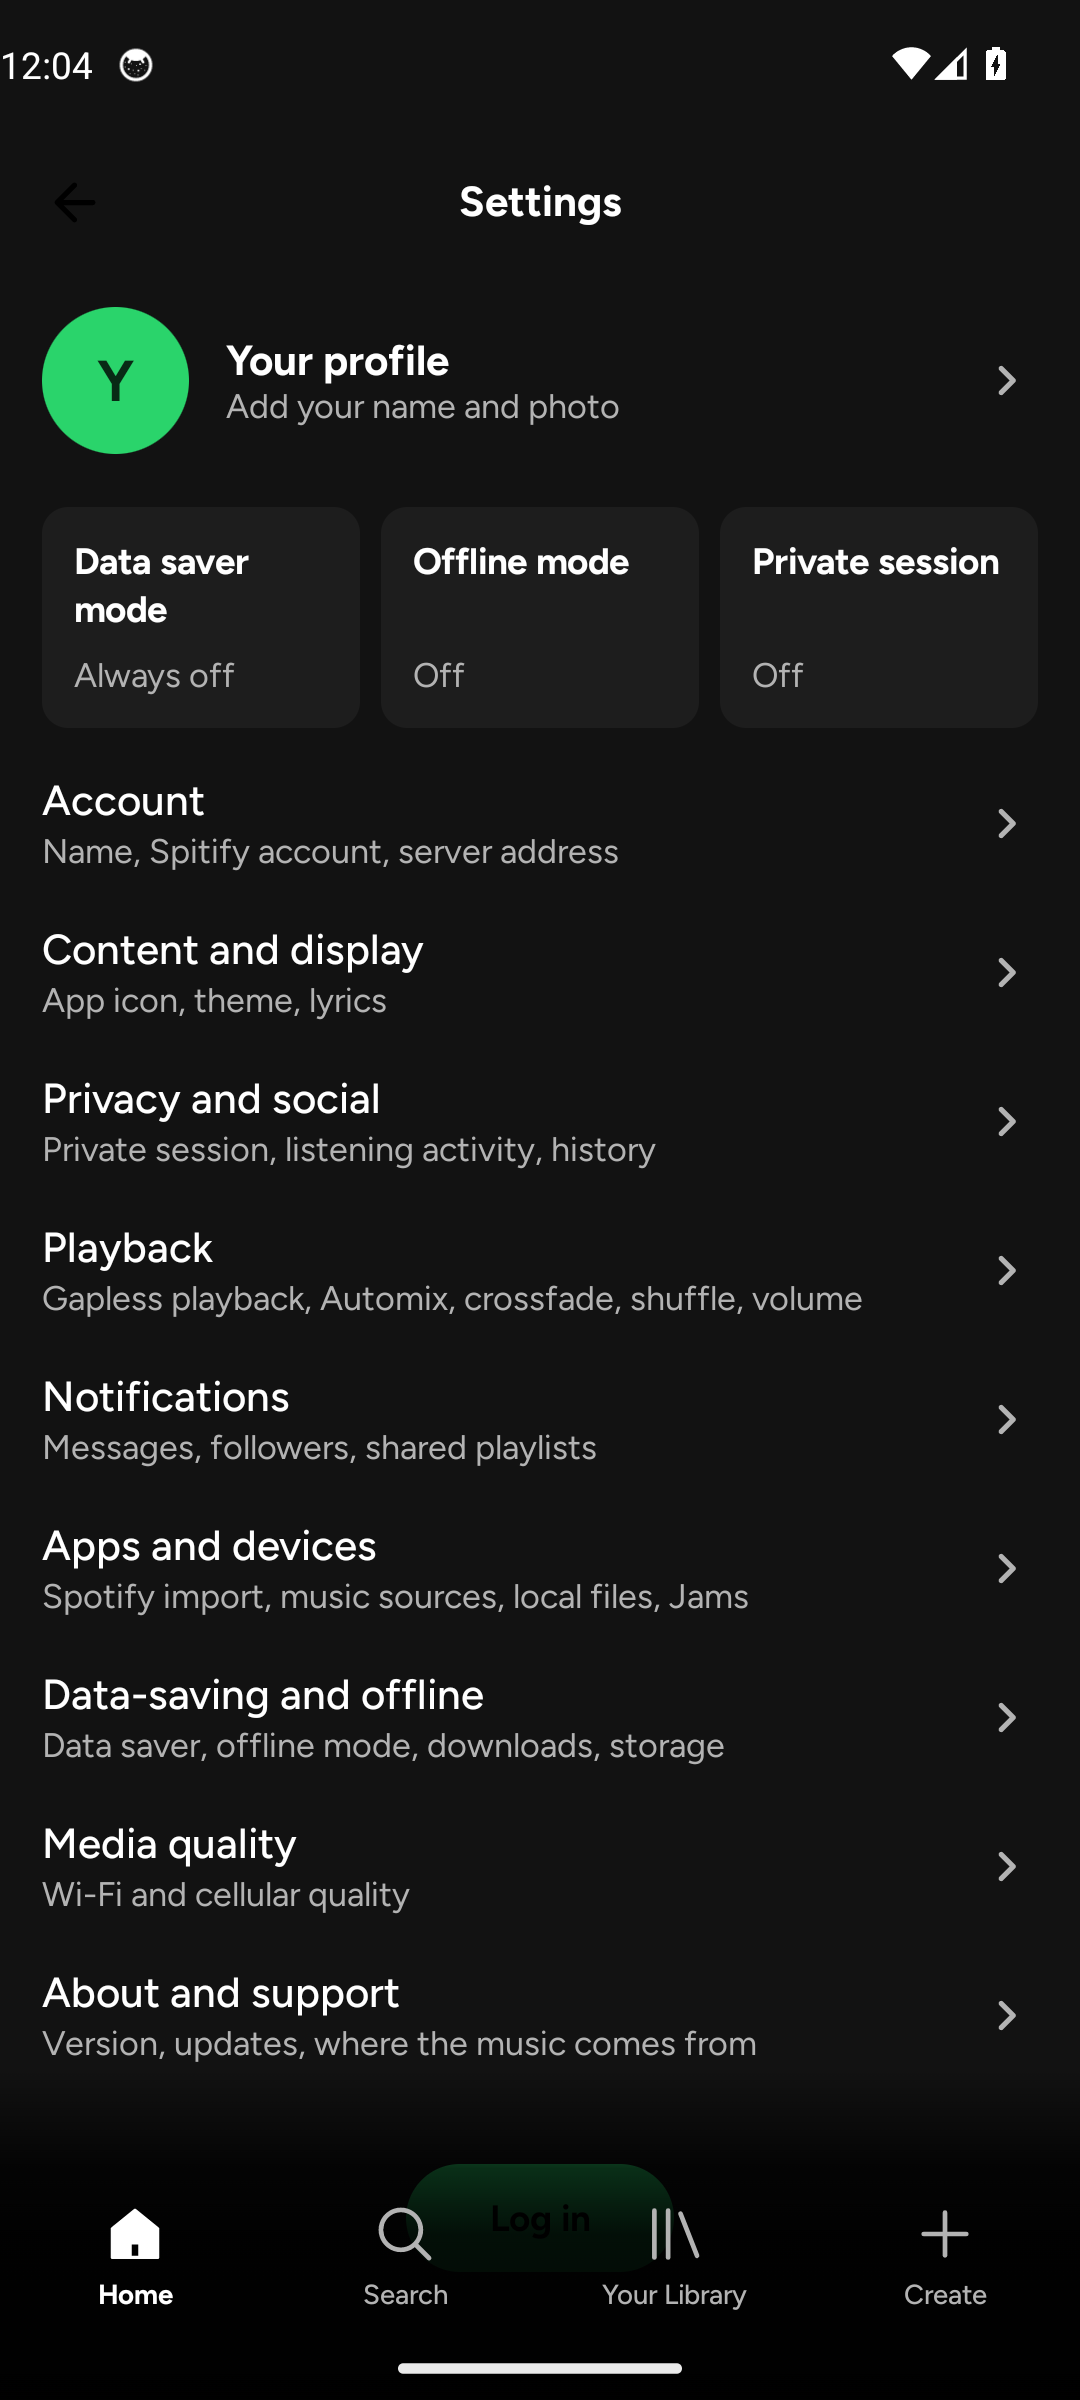 12:04
Settings
Y
Your profile
Add your name and photo
Data saver
mode
Always off
Offline mode
Off
Private session
Off
Account
Name, Spitify account, server address
Content and display
App icon, theme, lyrics
Privacy and social
Private session, listening activity, history
Playback
Gapless playback, Automix, crossfade, shuffle, volume
Notifications
Messages, followers, shared playlists
Apps and devices
Spotify import, music sources, local files, Jams
Data-saving and offline
Data saver, offline mode, downloads, storage
Media quality
Wi-Fi and cellular quality
About and support
Version, updates, where the music comes from
Log in
Home
Search
Your Library
Create